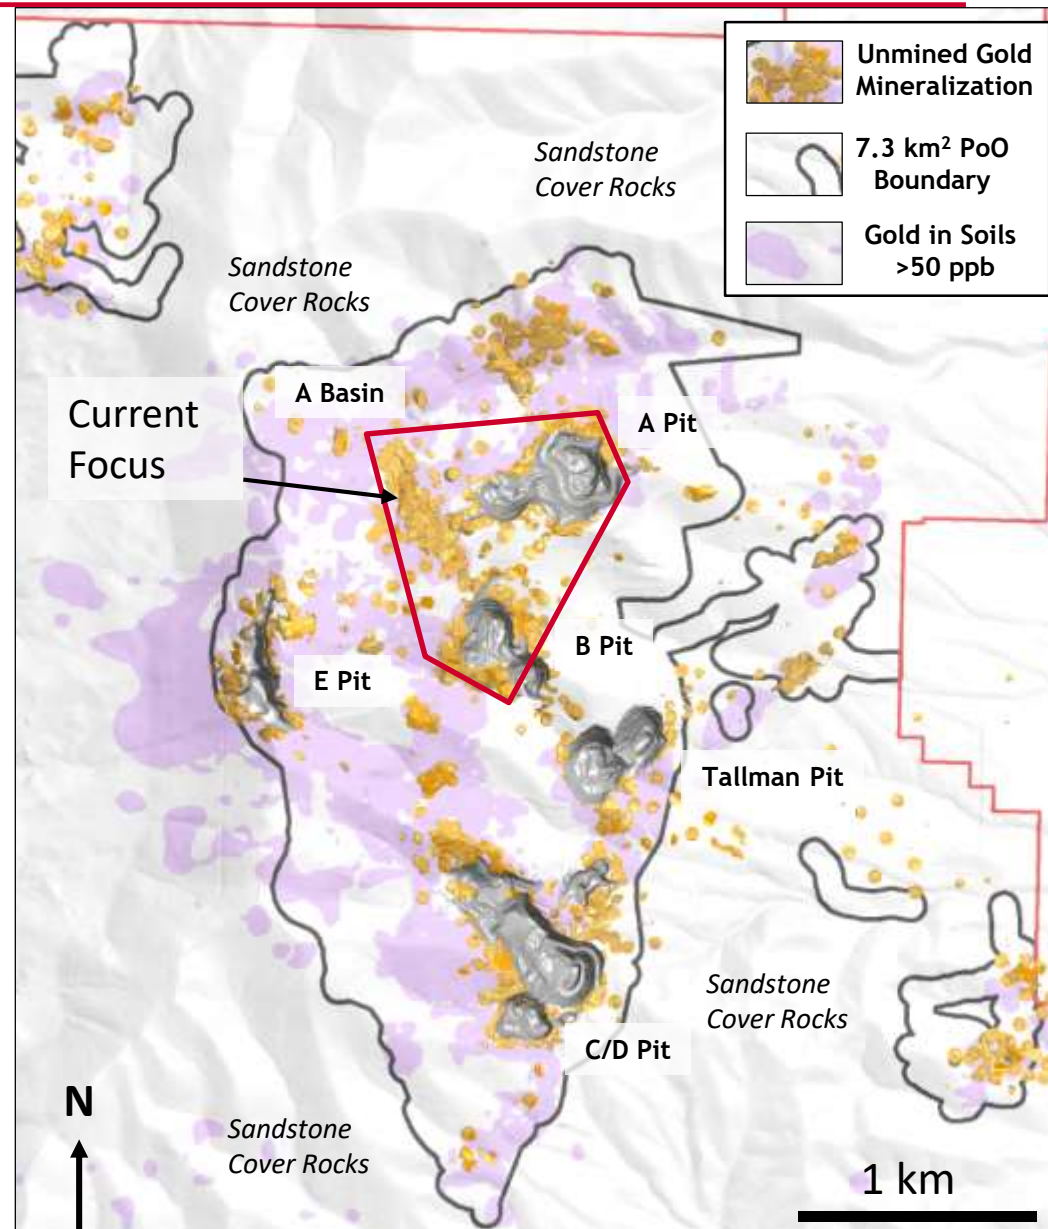 Unmined Gold
Mineralization
7.3 km² PoO
Boundary
Gold in Soils
>50 ppb
Sandstone
Cover Rocks
Sandstone
Cover Rocks
A Basin
Current
Focus
A Pit
B Pit
E Pit
Tallman Pit
Sandstone
Cover Rocks
C/D Pit
N
Sandstone
Cover Rocks
1 km